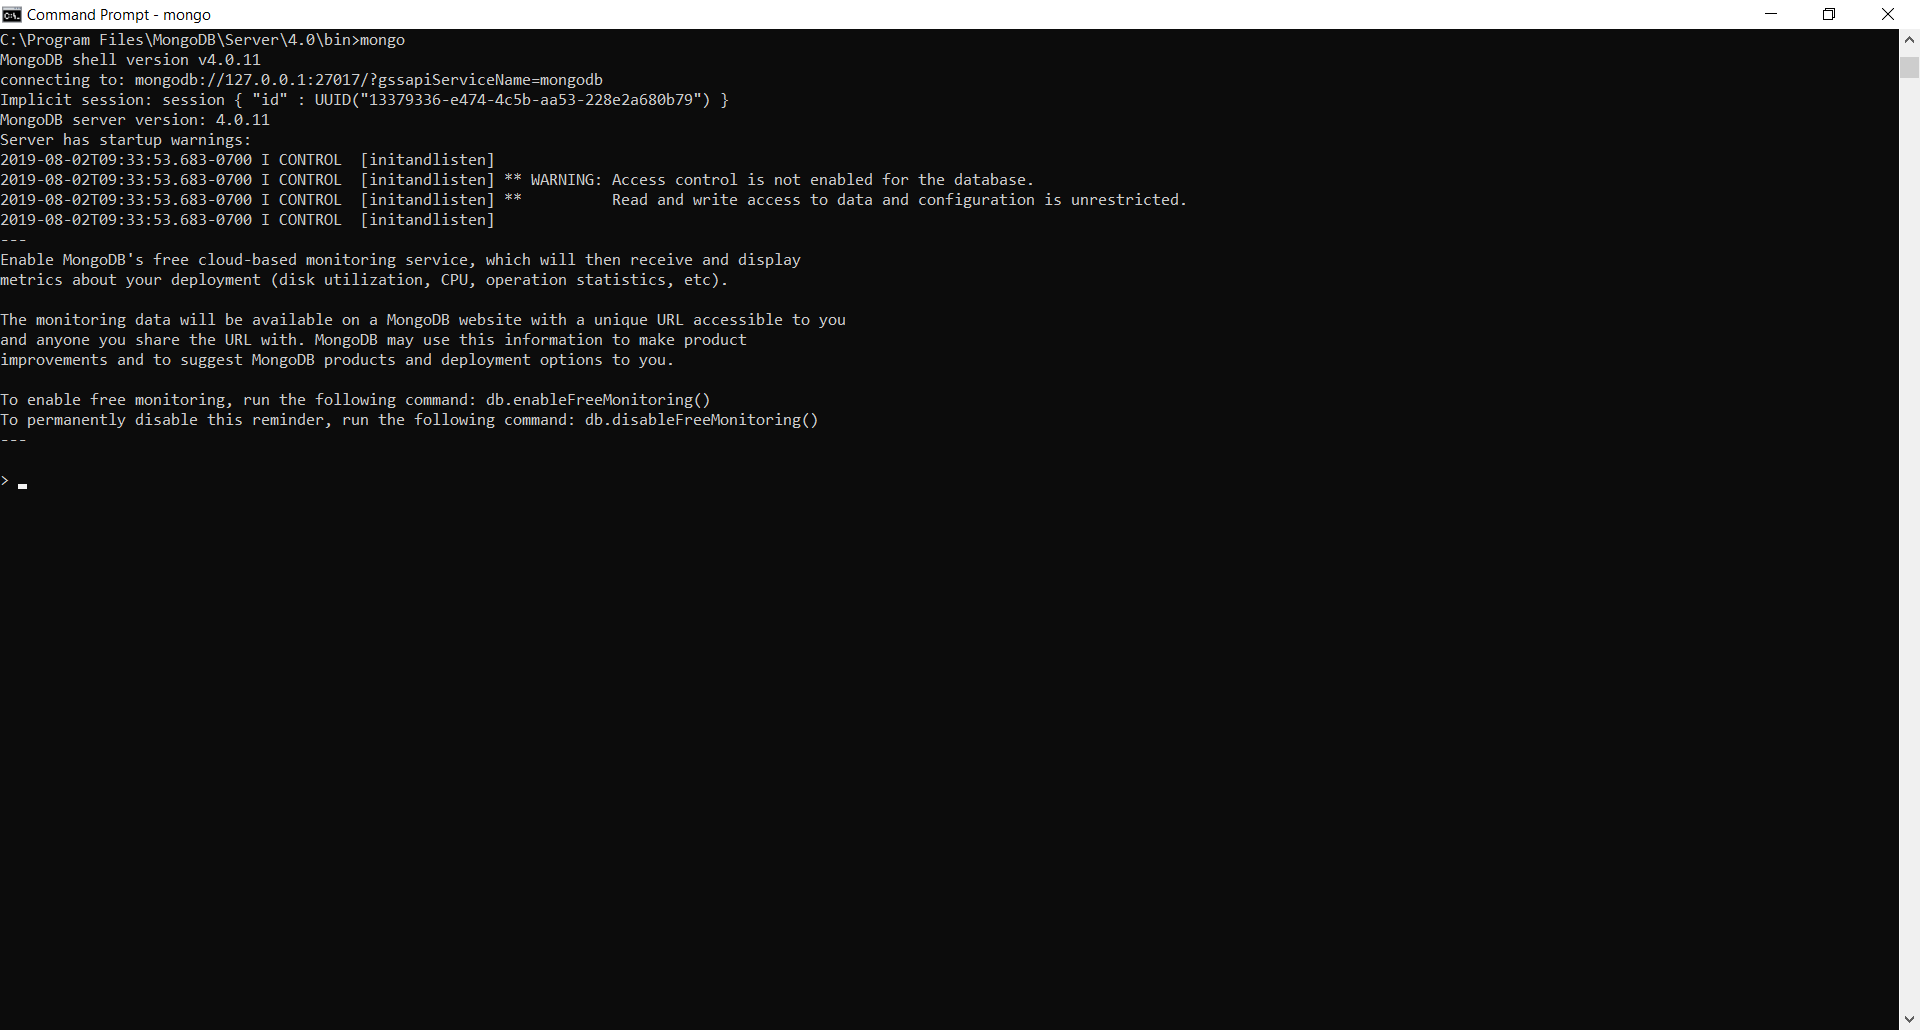 Command Prompt - mongo
C:\Program Files\MongoDB\Server\4.0\bin>mongo
MongoDB shell version v4.0.11
connecting to: mongodb://127.0.0.1:27017/?gssapiServiceName=mongodb
Implicit session: session { "id" : UUID("13379336-e474-4c5b-aa53-228e2a680b79") }
MongoDB server version: 4.0.11
Server has startup warnings:
2019-08-02T09:33:53.683-0700 I CONTROL  [initandlisten]
2019-08-02T09:33:53.683-0700 I CONTROL  [initandlisten] ** WARNING: Access control is not enabled for the database.
2019-08-02T09:33:53.683-0700 I CONTROL  [initandlisten] **          Read and write access to data and configuration is unrestricted.
2019-08-02T09:33:53.683-0700 I CONTROL  [initandlisten]
---
Enable MongoDB's free cloud-based monitoring service, which will then receive and display
metrics about your deployment (disk utilization, CPU, operation statistics, etc).
The monitoring data will be available on a MongoDB website with a unique URL accessible to you
and anyone you share the URL with. MongoDB may use this information to make product
improvements and to suggest MongoDB products and deployment options to you.
To enable free monitoring, run the following command: db.enableFreeMonitoring()
To permanently disable this reminder, run the following command: db.disableFreeMonitoring()
---
>